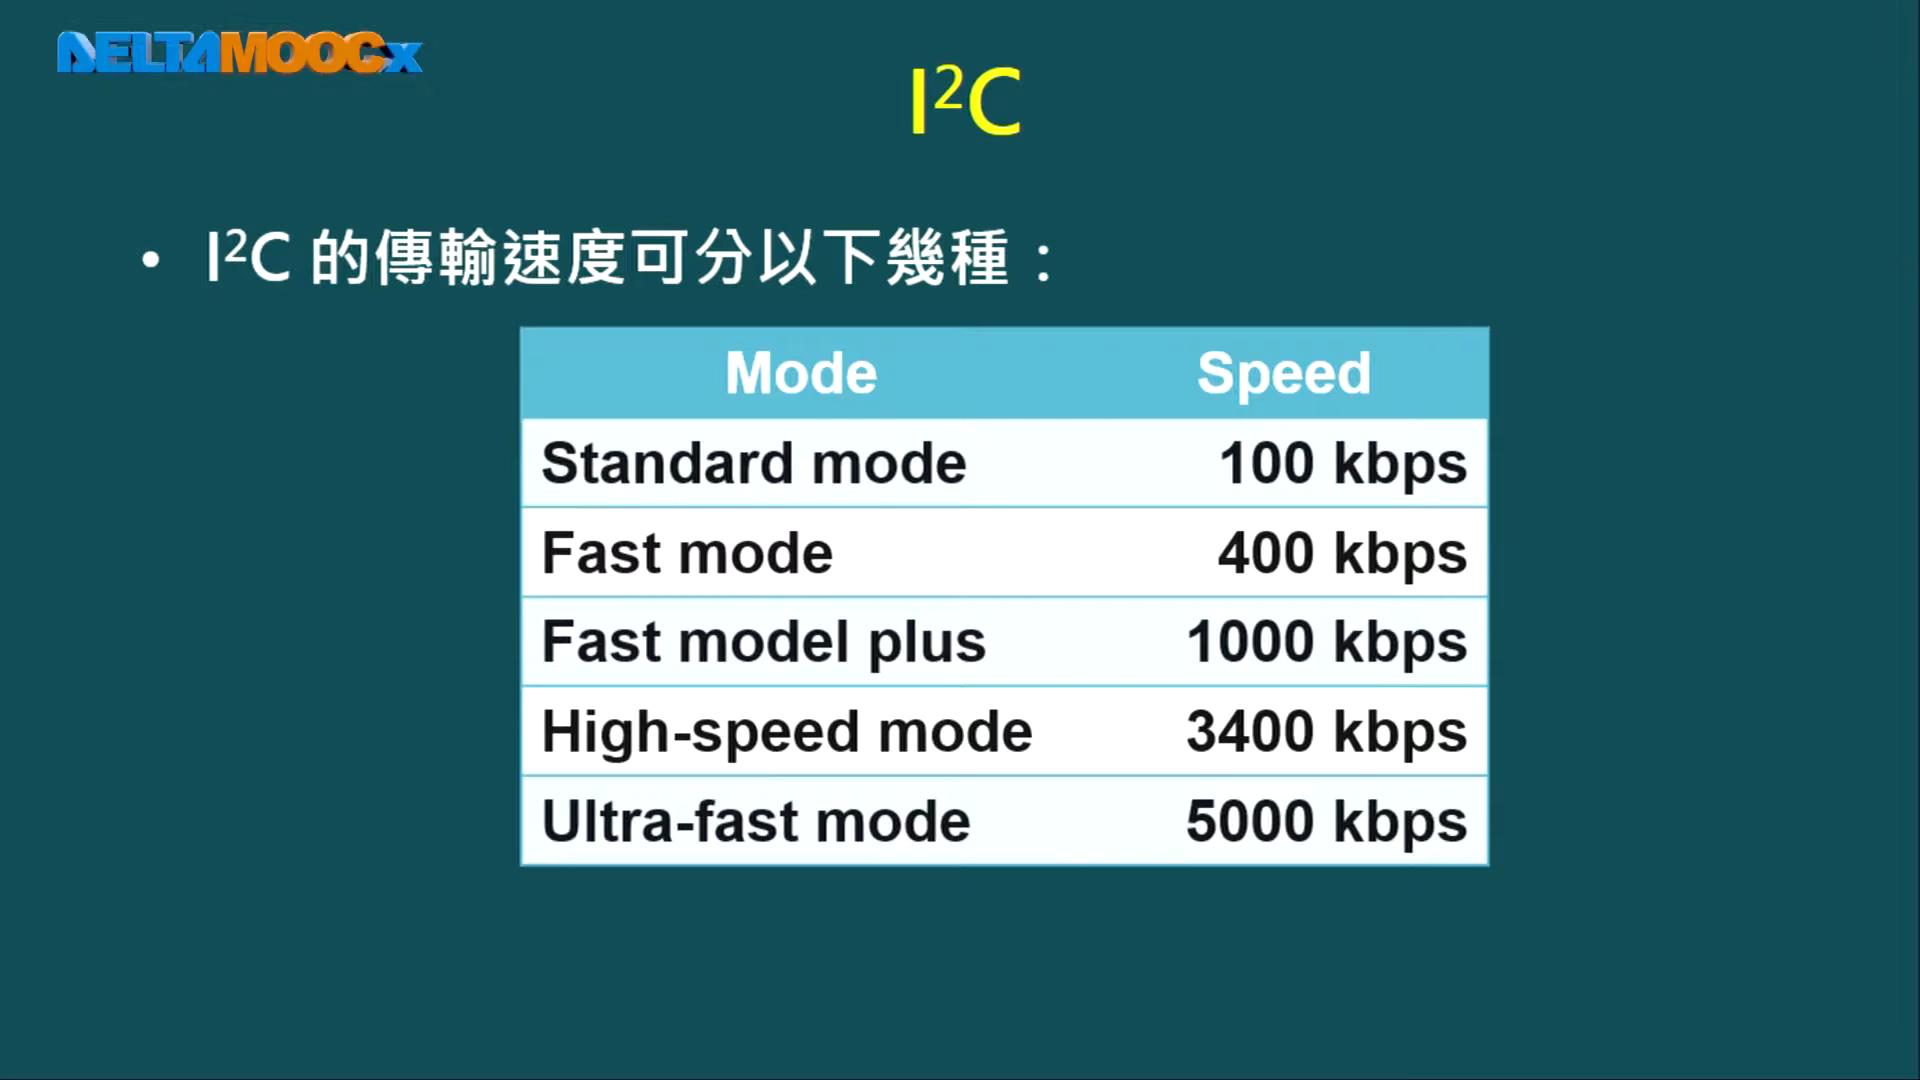 DELTAMOOCx
I²C
• I²C 的傳輸速度可分以下幾種：
Mode Speed
Standard mode 100 kbps
Fast mode 400 kbps
Fast model plus 1000 kbps
High-speed mode 3400 kbps
Ultra-fast mode 5000 kbps